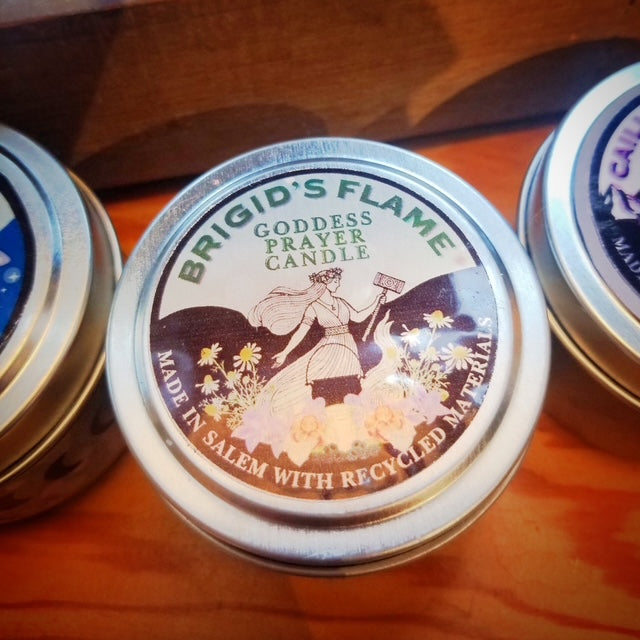 BRIGID'S FLAME
GODDESS
PRAYER
CANDLE
MADE IN SALEM WITH RECYCLED MATERIALS